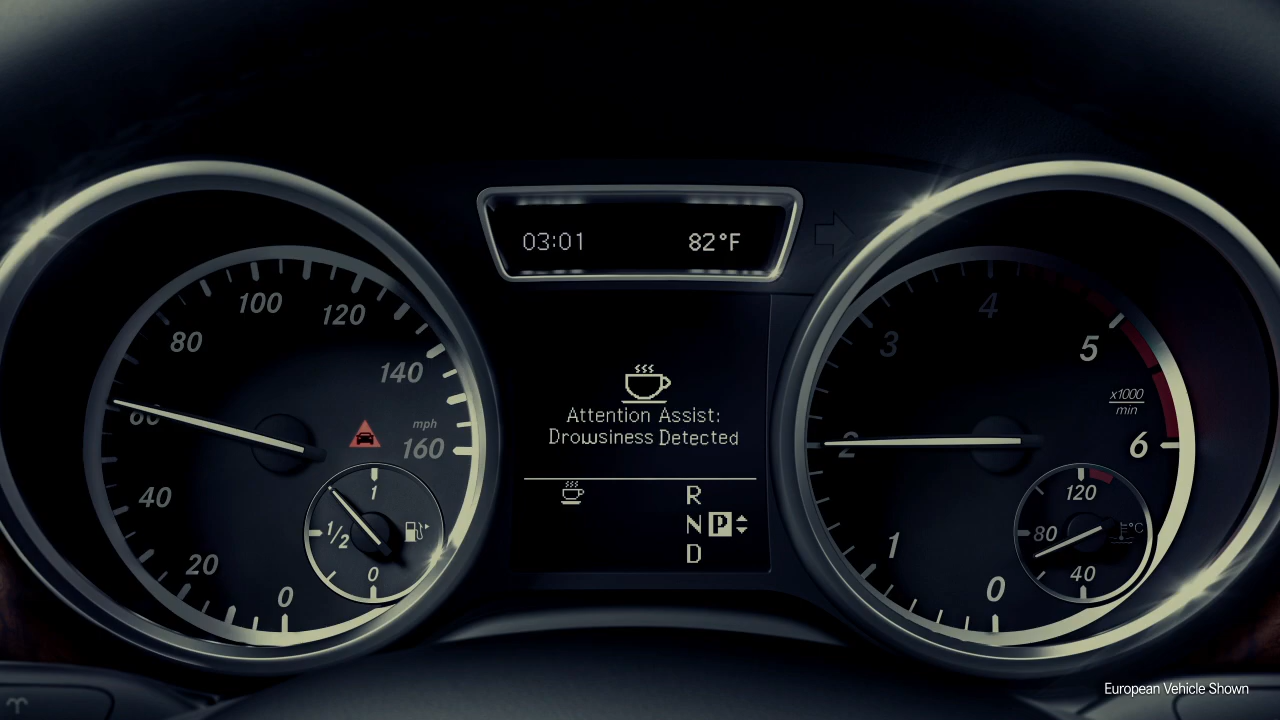 03:01 82°F
100
120
80
140
60
mph
160
40
20
0
1
1/2
0
Attention Assist:
Drowsiness Detected
R
N P
D
4
3
5
x1000
min
2
6
1
0
120
80
°C
40
European Vehicle Shown